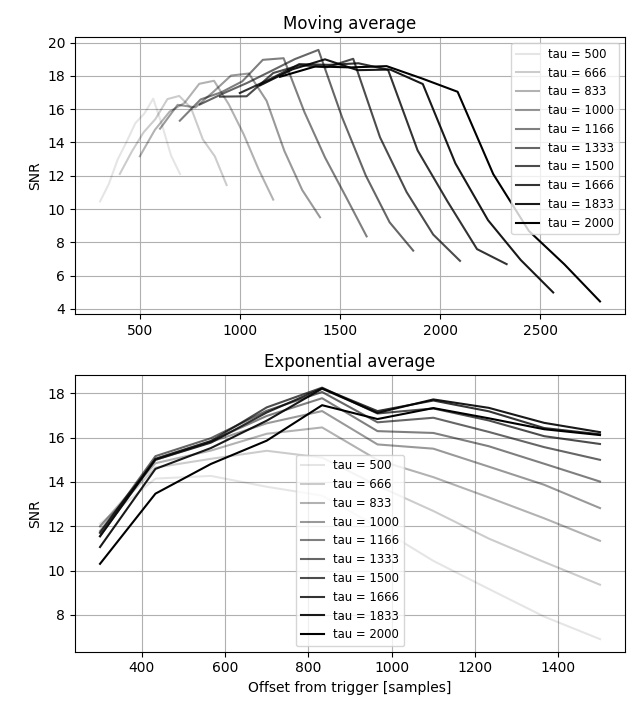 Moving average
20
18
16
14
12
10
8
6
4
SNR
tau = 500
tau = 666
tau = 833
tau = 1000
tau = 1166
tau = 1333
tau = 1500
tau = 1666
tau = 1833
tau = 2000
500 1000 1500 2000 2500
Exponential average
18
16
14
12
10
8
SNR
tau = 500
tau = 666
tau = 833
tau = 1000
tau = 1166
tau = 1333
tau = 1500
tau = 1666
tau = 1833
tau = 2000
400 600 800 1000 1200 1400
Offset from trigger [samples]